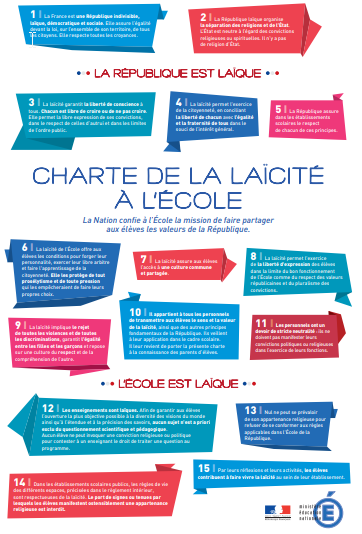 1 | La France est une République indivisible,
laïque, démocratique et sociale. Elle assure l'égalité
devant la loi, sur l'ensemble de son territoire, de tous
les citoyens. Elle respecte toutes les croyances.
2 | La République laïque organise
la séparation des religions et de l'État.
L'État est neutre à l'égard des convictions
religieuses ou spirituelles. Il n'y a pas
de religion d'État.
LA RÉPUBLIQUE EST LAÏQUE
3 | La laïcité garantit la liberté de conscience à
tous. Chacun est libre de croire ou de ne pas croire.
Elle permet la libre expression de ses convictions,
dans le respect de celles d'autrui et dans les limites
de l'ordre public.
4 | La laïcité permet l'exercice
de la citoyenneté, en conciliant
la liberté de chacun avec l'égalité
et la fraternité de tous dans le
souci de l'intérêt général.
5 | La République assure
dans les établissements
scolaires le respect
de chacun de ces principes.
CHARTE DE LA LAÏCITÉ
À L'ÉCOLE
La Nation confie à l'École la mission de faire partager
aux élèves les valeurs de la République.
6 | La laïcité de l'École offre aux
élèves les conditions pour forger leur
personnalité, exercer leur libre arbitre
et faire l'apprentissage de la
citoyenneté. Elle les protège de tout
prosélytisme et de toute pression
qui les empêcheraient de faire leurs
propres choix.
7 | La laïcité assure aux élèves
l'accès à une culture commune
et partagée.
8 | La laïcité permet l'exercice
de la liberté d'expression des élèves
dans la limite du bon fonctionnement
de l'École comme du respect des valeurs
républicaines et du pluralisme des
convictions.
9 | La laïcité implique le rejet
de toutes les violences et de toutes
les discriminations, garantit l'égalité
entre les filles et les garçons et repose
sur une culture du respect et de la
compréhension de l'autre.
10 | Il appartient à tous les personnels
de transmettre aux élèves le sens et la valeur
de la laïcité, ainsi que des autres principes
fondamentaux de la République. Ils veillent
à leur application dans le cadre scolaire.
Il leur revient de porter la présente charte
à la connaissance des parents d'élèves.
11 | Les personnels ont un
devoir de stricte neutralité : ils ne
doivent pas manifester leurs
convictions politiques ou religieuses
dans l'exercice de leurs fonctions.
L'ÉCOLE EST LAÏQUE
12 | Les enseignements sont laïques. Afin de garantir aux élèves
l'ouverture la plus objective possible à la diversité des visions du monde
ainsi qu'à l'étendue et à la précision des savoirs, aucun sujet n'est a priori
exclu du questionnement scientifique et pédagogique.
Aucun élève ne peut invoquer une conviction religieuse ou politique
pour contester à un enseignant le droit de traiter une question au
programme.
13 | Nul ne peut se prévaloir
de son appartenance religieuse pour
refuser de se conformer aux règles
applicables dans l'École de la
République.
14 | Dans les établissements scolaires publics, les règles de vie
des différents espaces, précisées dans le règlement intérieur,
sont respectueuses de la laïcité. Le port de signes ou tenues par
lesquels les élèves manifestent ostensiblement une appartenance
religieuse est interdit.
15 | Par leurs réflexions et leurs activités, les élèves
contribuent à faire vivre la laïcité au sein de leur établissement.
ministère
éducation
nationale